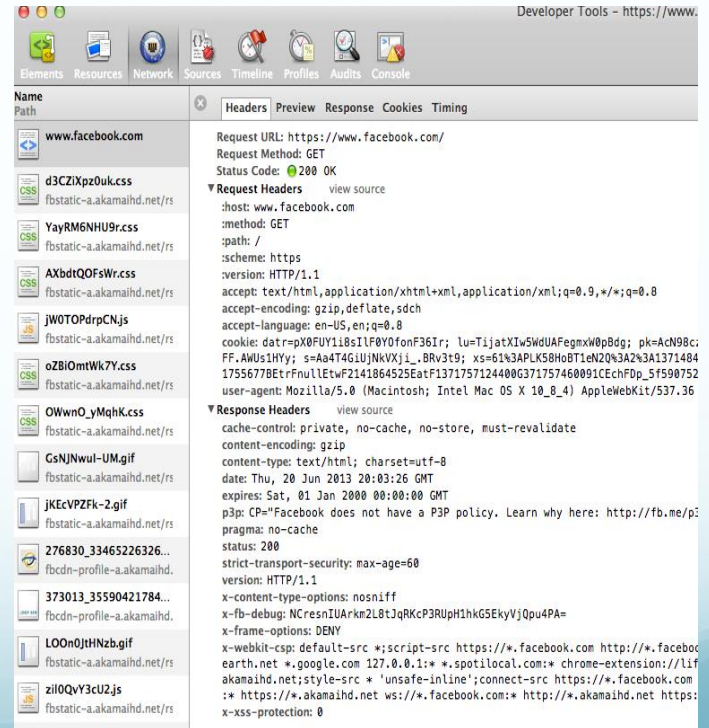 Developer Tools - https://www.
Elements Resources Network Sources Timeline Profiles Audits Console
Name
Path
Headers Preview Response Cookies Timing
www.facebook.com
d3CZiXpz0uk.css
fbstatic-a.akamaihd.net/rs
YayRM6NHU9r.css
fbstatic-a.akamaihd.net/rs
AXbdtQOFsWr.css
fbstatic-a.akamaihd.net/rs
jW0TOPdrpCN.js
fbstatic-a.akamaihd.net/rs
oZBiOmtWk7Y.css
fbstatic-a.akamaihd.net/rs
OWwnO_yMqhK.css
fbstatic-a.akamaihd.net/rs
GsNJNwul-UM.gif
fbstatic-a.akamaihd.net/rs
jKEcVPZFk-2.gif
fbstatic-a.akamaihd.net/rs
276830_33465226326...
fbcdn-profile-a.akamaihd.
373013_35590421784...
fbcdn-profile-a.akamaihd.
LOOn0JtHNzb.gif
fbstatic-a.akamaihd.net/rs
zil0QvY3cU2.js
fbstatic-a.akamaihd.net/rs
Request URL: https://www.facebook.com/
Request Method: GET
Status Code: 200 OK
Request Headers view source
:host: www.facebook.com
:method: GET
:path: /
:scheme: https
:version: HTTP/1.1
accept: text/html,application/xhtml+xml,application/xml;q=0.9,*/*;q=0.8
accept-encoding: gzip,deflate,sdch
accept-language: en-US,en;q=0.8
cookie: datr=pX0FUY1i8sIlF0YOfonF36Ir; lu=TijatXIw5WdUAFegmxW0pBdg; pk=AcN98cz
FF.AWUs1HYy; s=Aa4T4GiUjNkVXji_.BRv3t9; xs=61%3APLK58HoBT1eN2Q%3A2%3A1371484
1755677BEtrFnullEtwF2141864525EatF1371757124400G371757460091CEchFDp_5f590752
user-agent: Mozilla/5.0 (Macintosh; Intel Mac OS X 10_8_4) AppleWebKit/537.36
Response Headers view source
cache-control: private, no-cache, no-store, must-revalidate
content-encoding: gzip
content-type: text/html; charset=utf-8
date: Thu, 20 Jun 2013 20:03:26 GMT
expires: Sat, 01 Jan 2000 00:00:00 GMT
p3p: CP="Facebook does not have a P3P policy. Learn why here: http://fb.me/p3
pragma: no-cache
status: 200
strict-transport-security: max-age=60
version: HTTP/1.1
x-content-type-options: nosniff
x-fb-debug: NCresnIUArkm2L8tJqRKcP3RUpH1hkG5EkyVjQpu4PA=
x-frame-options: DENY
x-webkit-csp: default-src *;script-src https://*.facebook.com http://*.faceboo
earth.net *.google.com 127.0.0.1:* *.spotilocal.com:* chrome-extension://lif
akamaihd.net;style-src * 'unsafe-inline';connect-src https://*.facebook.com
:* https://*.akamaihd.net ws://*.facebook.com:* http://*.akamaihd.net https:
x-xss-protection: 0